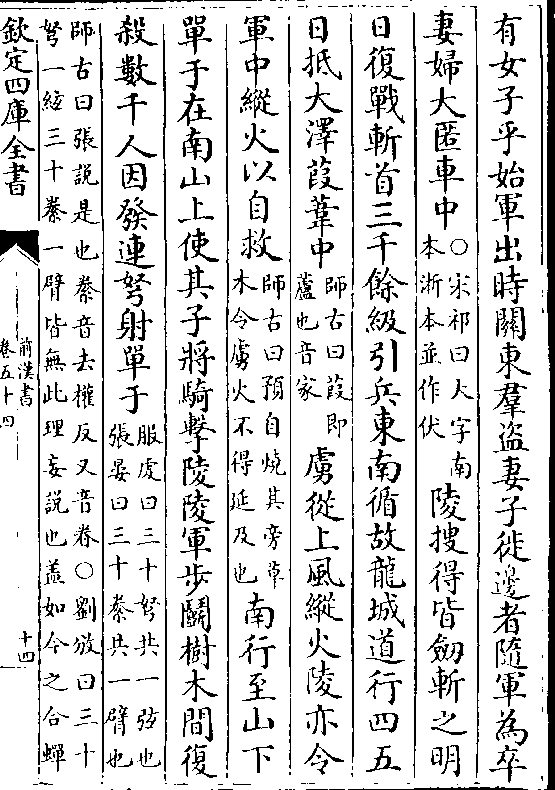 有女子乎始軍出時關東羣盜妻子徙邊者隨軍為卒
妻婦大匿車中○宋祁曰大字南本浙本並作伏陵搜得皆劒斬之明
日復戰斬首三千餘級引兵東南循故龍城道行四五
日抵大澤葭葦中師古曰葭即蘆也音家虜從上風縱火陵亦令
軍中縱火以自救師古曰預自燒其旁草木令虜火不得延及也南行至山下
單于在南山上使其子將騎擊陵陵軍步鬭樹木間復
殺數千人因發連弩射單于服虔曰三十弩共一弦也張晏曰三十絭共一臂也
師古曰張說是也絭音去權反又音眷○劉攽曰三十
弩一絃三十絭一臂皆無此理妄說也蓋如今之合蟬
欽定四庫全書
前漢書
卷五十四
十四